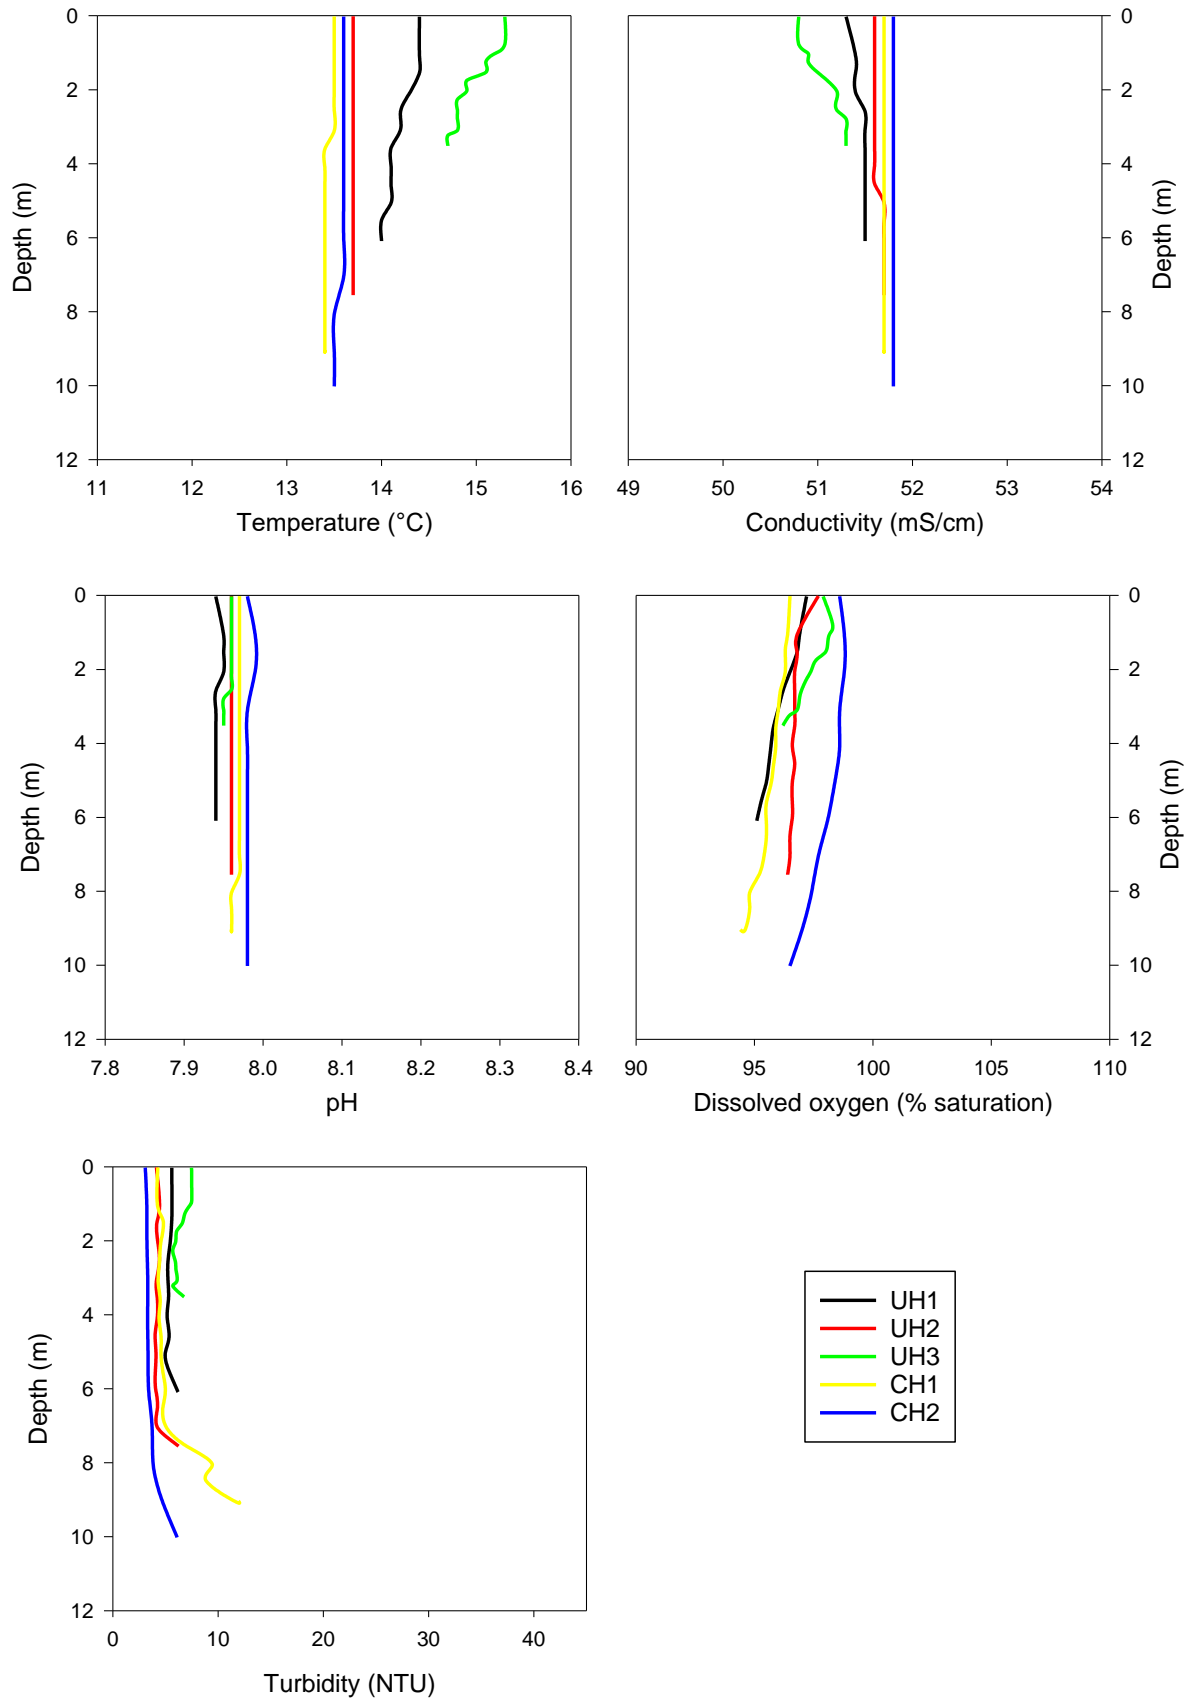 0
2
4
6
8
10
12
Depth (m)
11 12 13 14 15 16
Temperature (°C)
0
2
4
6
8
10
12
Depth (m)
49 50 51 52 53 54
Conductivity (mS/cm)
0
2
4
6
8
10
12
Depth (m)
7.8 7.9 8.0 8.1 8.2 8.3 8.4
pH
0
2
4
6
8
10
12
Depth (m)
90 95 100 105 110
Dissolved oxygen (% saturation)
0
2
4
6
8
10
12
Depth (m)
0 10 20 30 40
Turbidity (NTU)
UH1
UH2
UH3
CH1
CH2